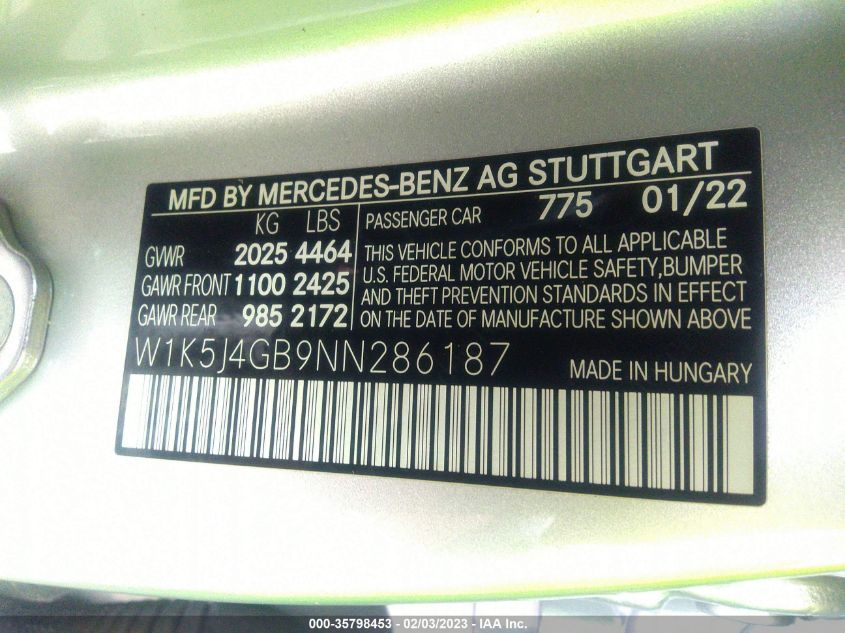 MFD BY MERCEDES-BENZ AG STUTTGART
KG LBS PASSENGER CAR 775 01/22
GVWR 2025 4464
GAWR FRONT 1100 2425
GAWR REAR 985 2172
THIS VEHICLE CONFORMS TO ALL APPLICABLE
U.S. FEDERAL MOTOR VEHICLE SAFETY,BUMPER
AND THEFT PREVENTION STANDARDS IN EFFECT
ON THE DATE OF MANUFACTURE SHOWN ABOVE
W1K5J4GB9NN286187 MADE IN HUNGARY
000-35798453 - 02/03/2023 - © IAA Inc.